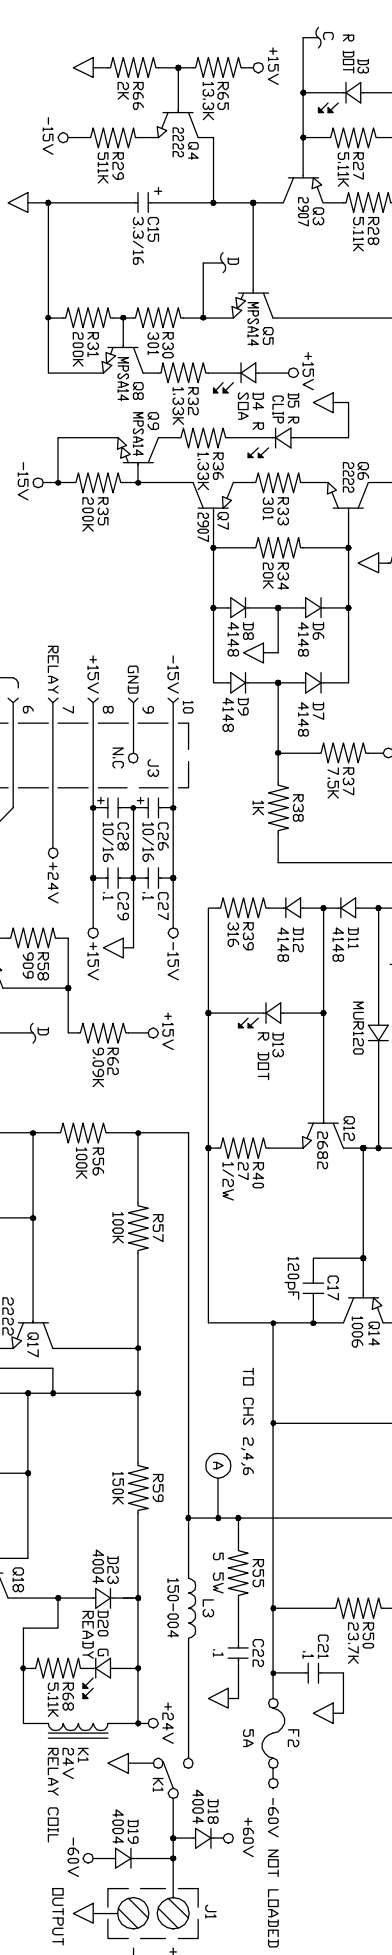 C
R DOT
D3
+15V
R66
2K
R65
13.3K
Q4
2222
R27
5.11K
-15V
R29
511K
Q3
2907
R28
5.11K
+
C15
3.3/16
D
Q5
MPSA14
R31
200K
R30
301
Q8
MPSA14
R32
1.33K
D4 R
SOA
+15V
D5 R
CLIP
Q9
MPSA14
R36
1.33K
-15V
R35
200K
Q7
2907
R33
301
Q6
2222
R34
20K
D8
4148
D6
4148
D9
4148
D7
4148
RELAY
+15V
GND
-15V
6
7
8
9
10
N.C
J3
R37
7.5K
R38
1K
+
C28
10/16
+
C26
10/16
C29
.1
C27
.1
+24V
+15V
-15V
R58
909
D
R62
9.09K
+15V
R39
316
D12
4148
D11
4148
D13
R DOT
MUR120
Q12
2682
R40
27
1/2W
R56
100K
R57
100K
C17
120pF
Q14
1006
Q17
2222
TO CHS 2,4,6
A
R59
150K
L3
150-004
R55
5 5W
C22
.1
R50
23.7K
C21
.1
Q18
D23
4004
D20 G
READY
R68
5.11K
+24V
K1
24V
RELAY COIL
F2
5A
-60V NOT LOADED
K1
D18
4004
+60V
D19
4004
-60V
J1
OUTPUT
-
+